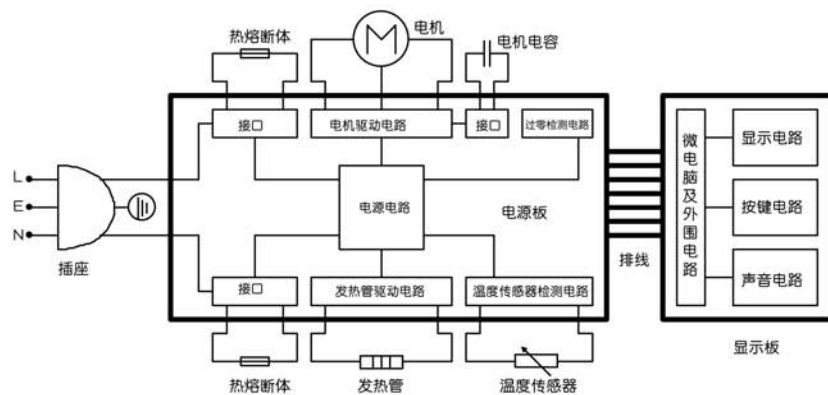 热熔断体
电机
M
电机电容
接口
电机驱动电路
接口
过零检测电路
微电脑及外围电路
显示电路
L
E
N
插座
电源电路
电源板
按键电路
排线
接口
发热管驱动电路
温度传感器检测电路
声音电路
显示板
热熔断体
发热管
温度传感器